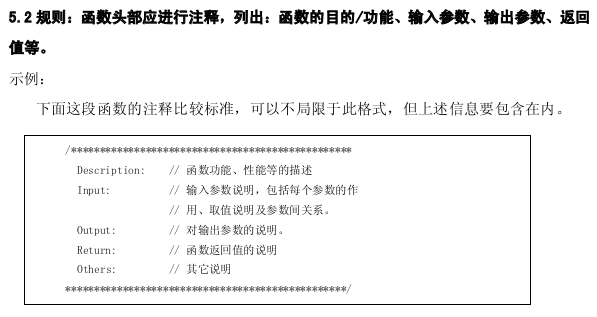 5.2 规则：函数头部应进行注释，列出：函数的目的/功能、输入参数、输出参数、返回
值等。
示例：
下面这段函数的注释比较标准，可以不局限于此格式，但上述信息要包含在内。
/*************************************************
Description: // 函数功能、性能等的描述
Input: // 输入参数说明，包括每个参数的作
// 用、取值说明及参数间关系。
Output: // 对输出参数的说明。
Return: // 函数返回值的说明
Others: // 其它说明
*************************************************/